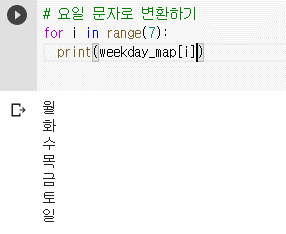 # 요일 문자로 변환하기
for i in range(7):
  print(weekday_map[i])
월
화
수
목
금
토
일